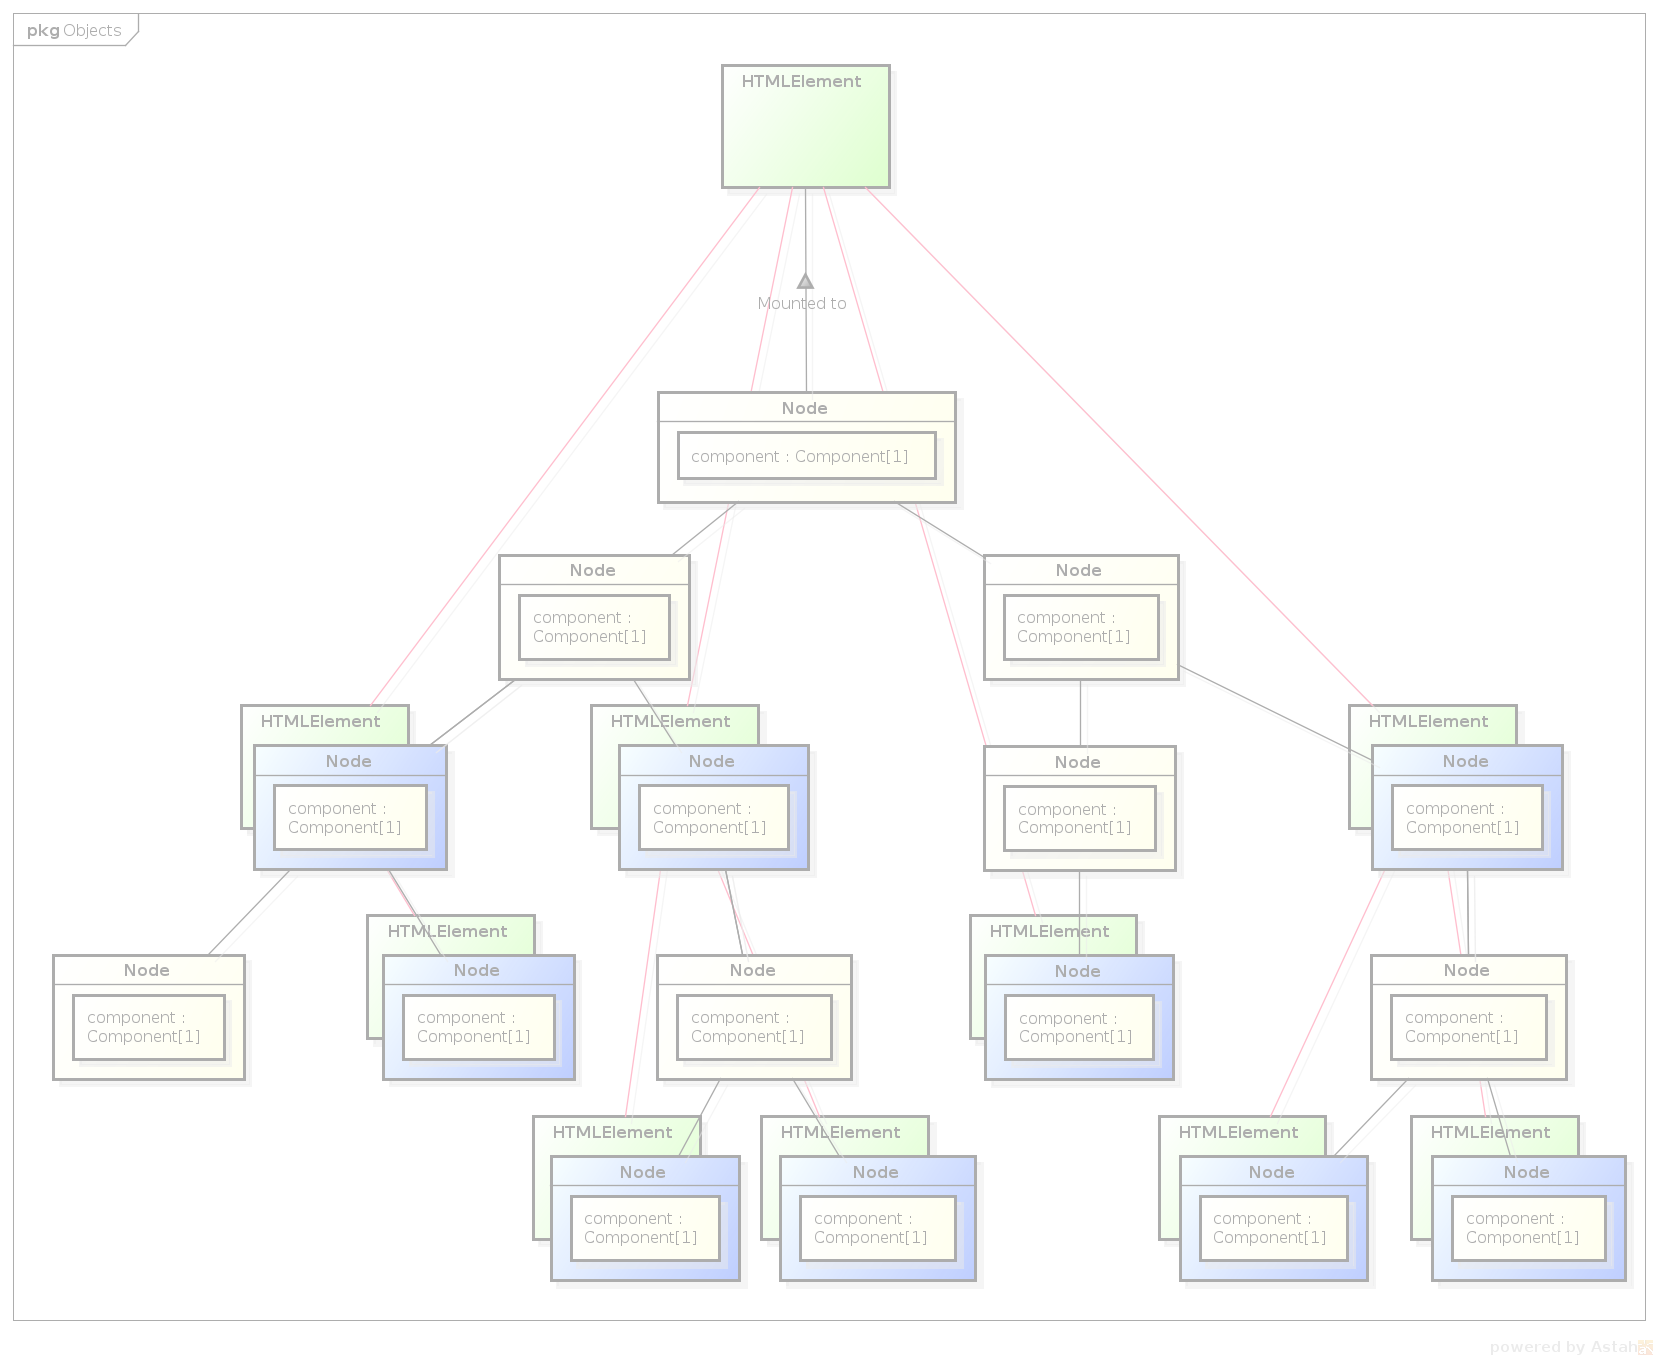 pkg Objects
HTMLElement
Mounted to
Node
component : Component[1]
Node
component :
Component[1]
Node
component :
Component[1]
HTMLElement
Node
component :
Component[1]
HTMLElement
Node
component :
Component[1]
Node
component :
Component[1]
HTMLElement
Node
component :
Component[1]
Node
component :
Component[1]
HTMLElement
Node
component :
Component[1]
Node
component :
Component[1]
HTMLElement
Node
component :
Component[1]
Node
component :
Component[1]
HTMLElement
Node
component :
Component[1]
HTMLElement
Node
component :
Component[1]
HTMLElement
Node
component :
Component[1]
HTMLElement
Node
component :
Component[1]
powered by Astah